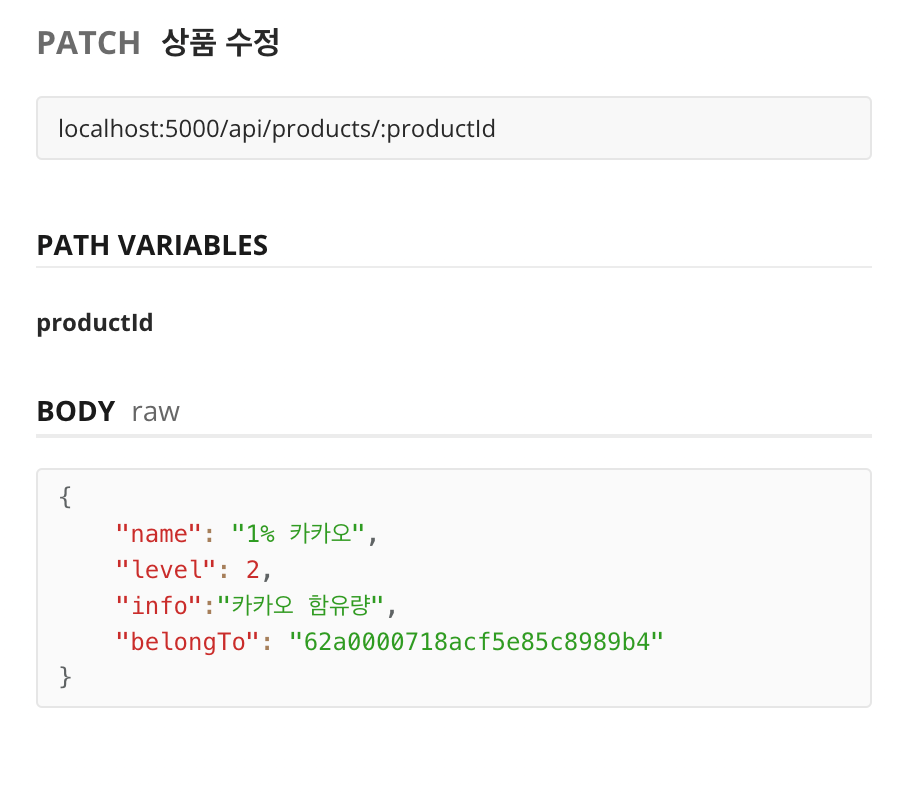 PATCH 상품 수정
localhost:5000/api/products/:productId
PATH VARIABLES
productId
BODY raw
{
    "name": "1% 카카오",
    "level": 2,
    "info":"카카오 함유량",
    "belongTo": "62a0000718acf5e85c8989b4"
}